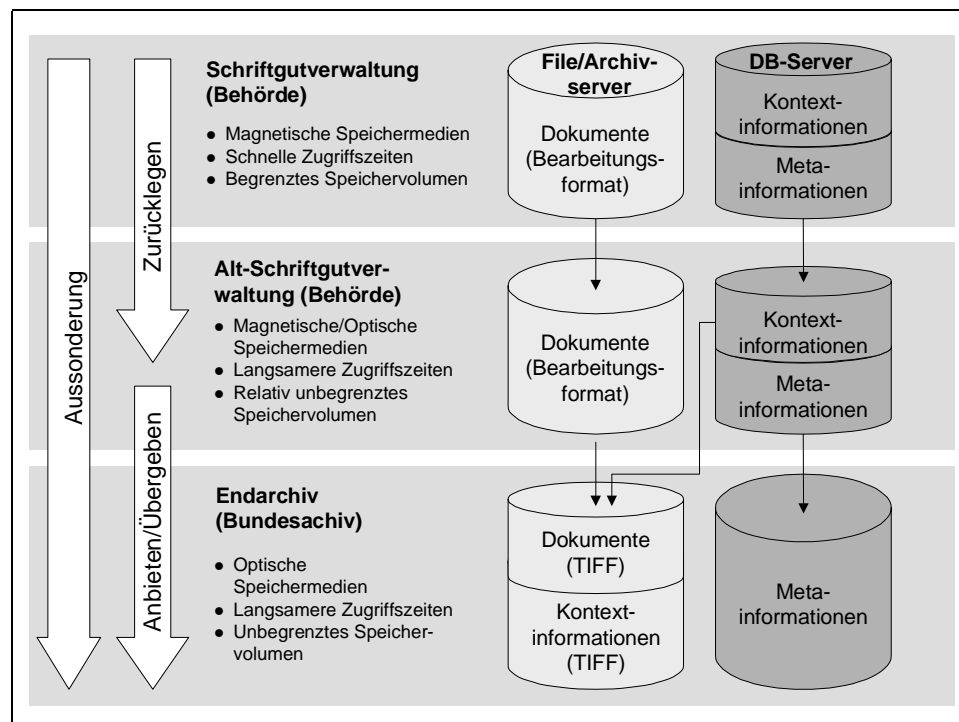 Aussonderung
Zurücklegen
Anbieten/Übergeben
Schriftgutverwaltung
(Behörde)
● Magnetische Speichermedien
● Schnelle Zugriffszeiten
● Begrenztes Speichervolumen
File/Archiv-
server
Dokumente
(Bearbeitungs-
format)
DB-Server
Kontext-
informationen
Meta-
informationen
Alt-Schriftgutver-
waltung (Behörde)
● Magnetische/Optische
Speichermedien
● Langsamere Zugriffszeiten
● Relativ unbegrenztes
Speichervolumen
Dokumente
(Bearbeitungs-
format)
Kontext-
informationen
Meta-
informationen
Endarchiv
(Bundesachiv)
● Optische
Speichermedien
● Langsamere Zugriffszeiten
● Unbegrenztes Speicher-
volumen
Dokumente
(TIFF)
Kontext-
informationen
(TIFF)
Meta-
informationen